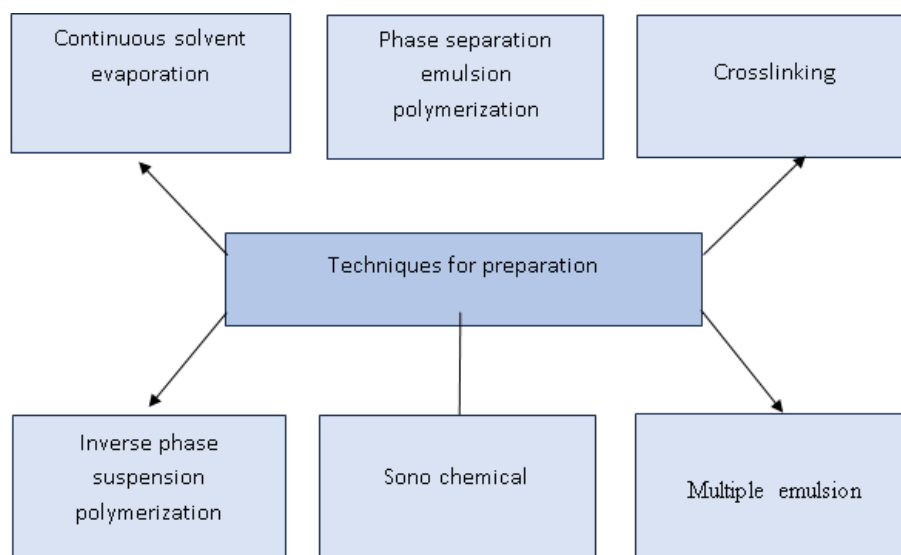 Continuous solvent
evaporation
Phase separation
emulsion
polymerization
Crosslinking
Techniques for preparation
Inverse phase
suspension
polymerization
Sono chemical
Multiple emulsion